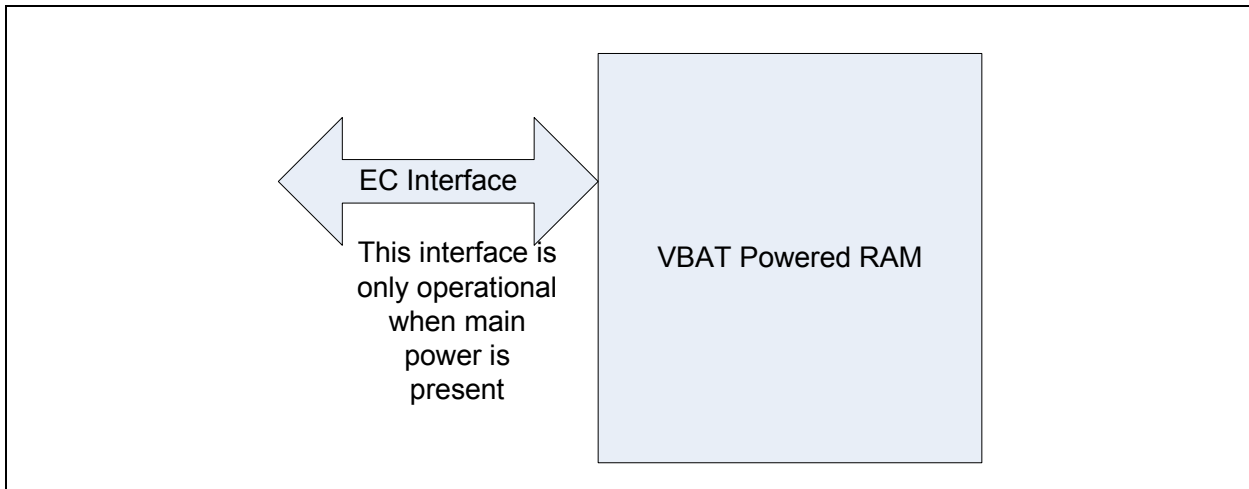 EC Interface
This interface is
only operational
when main
power is
present
VBAT Powered RAM